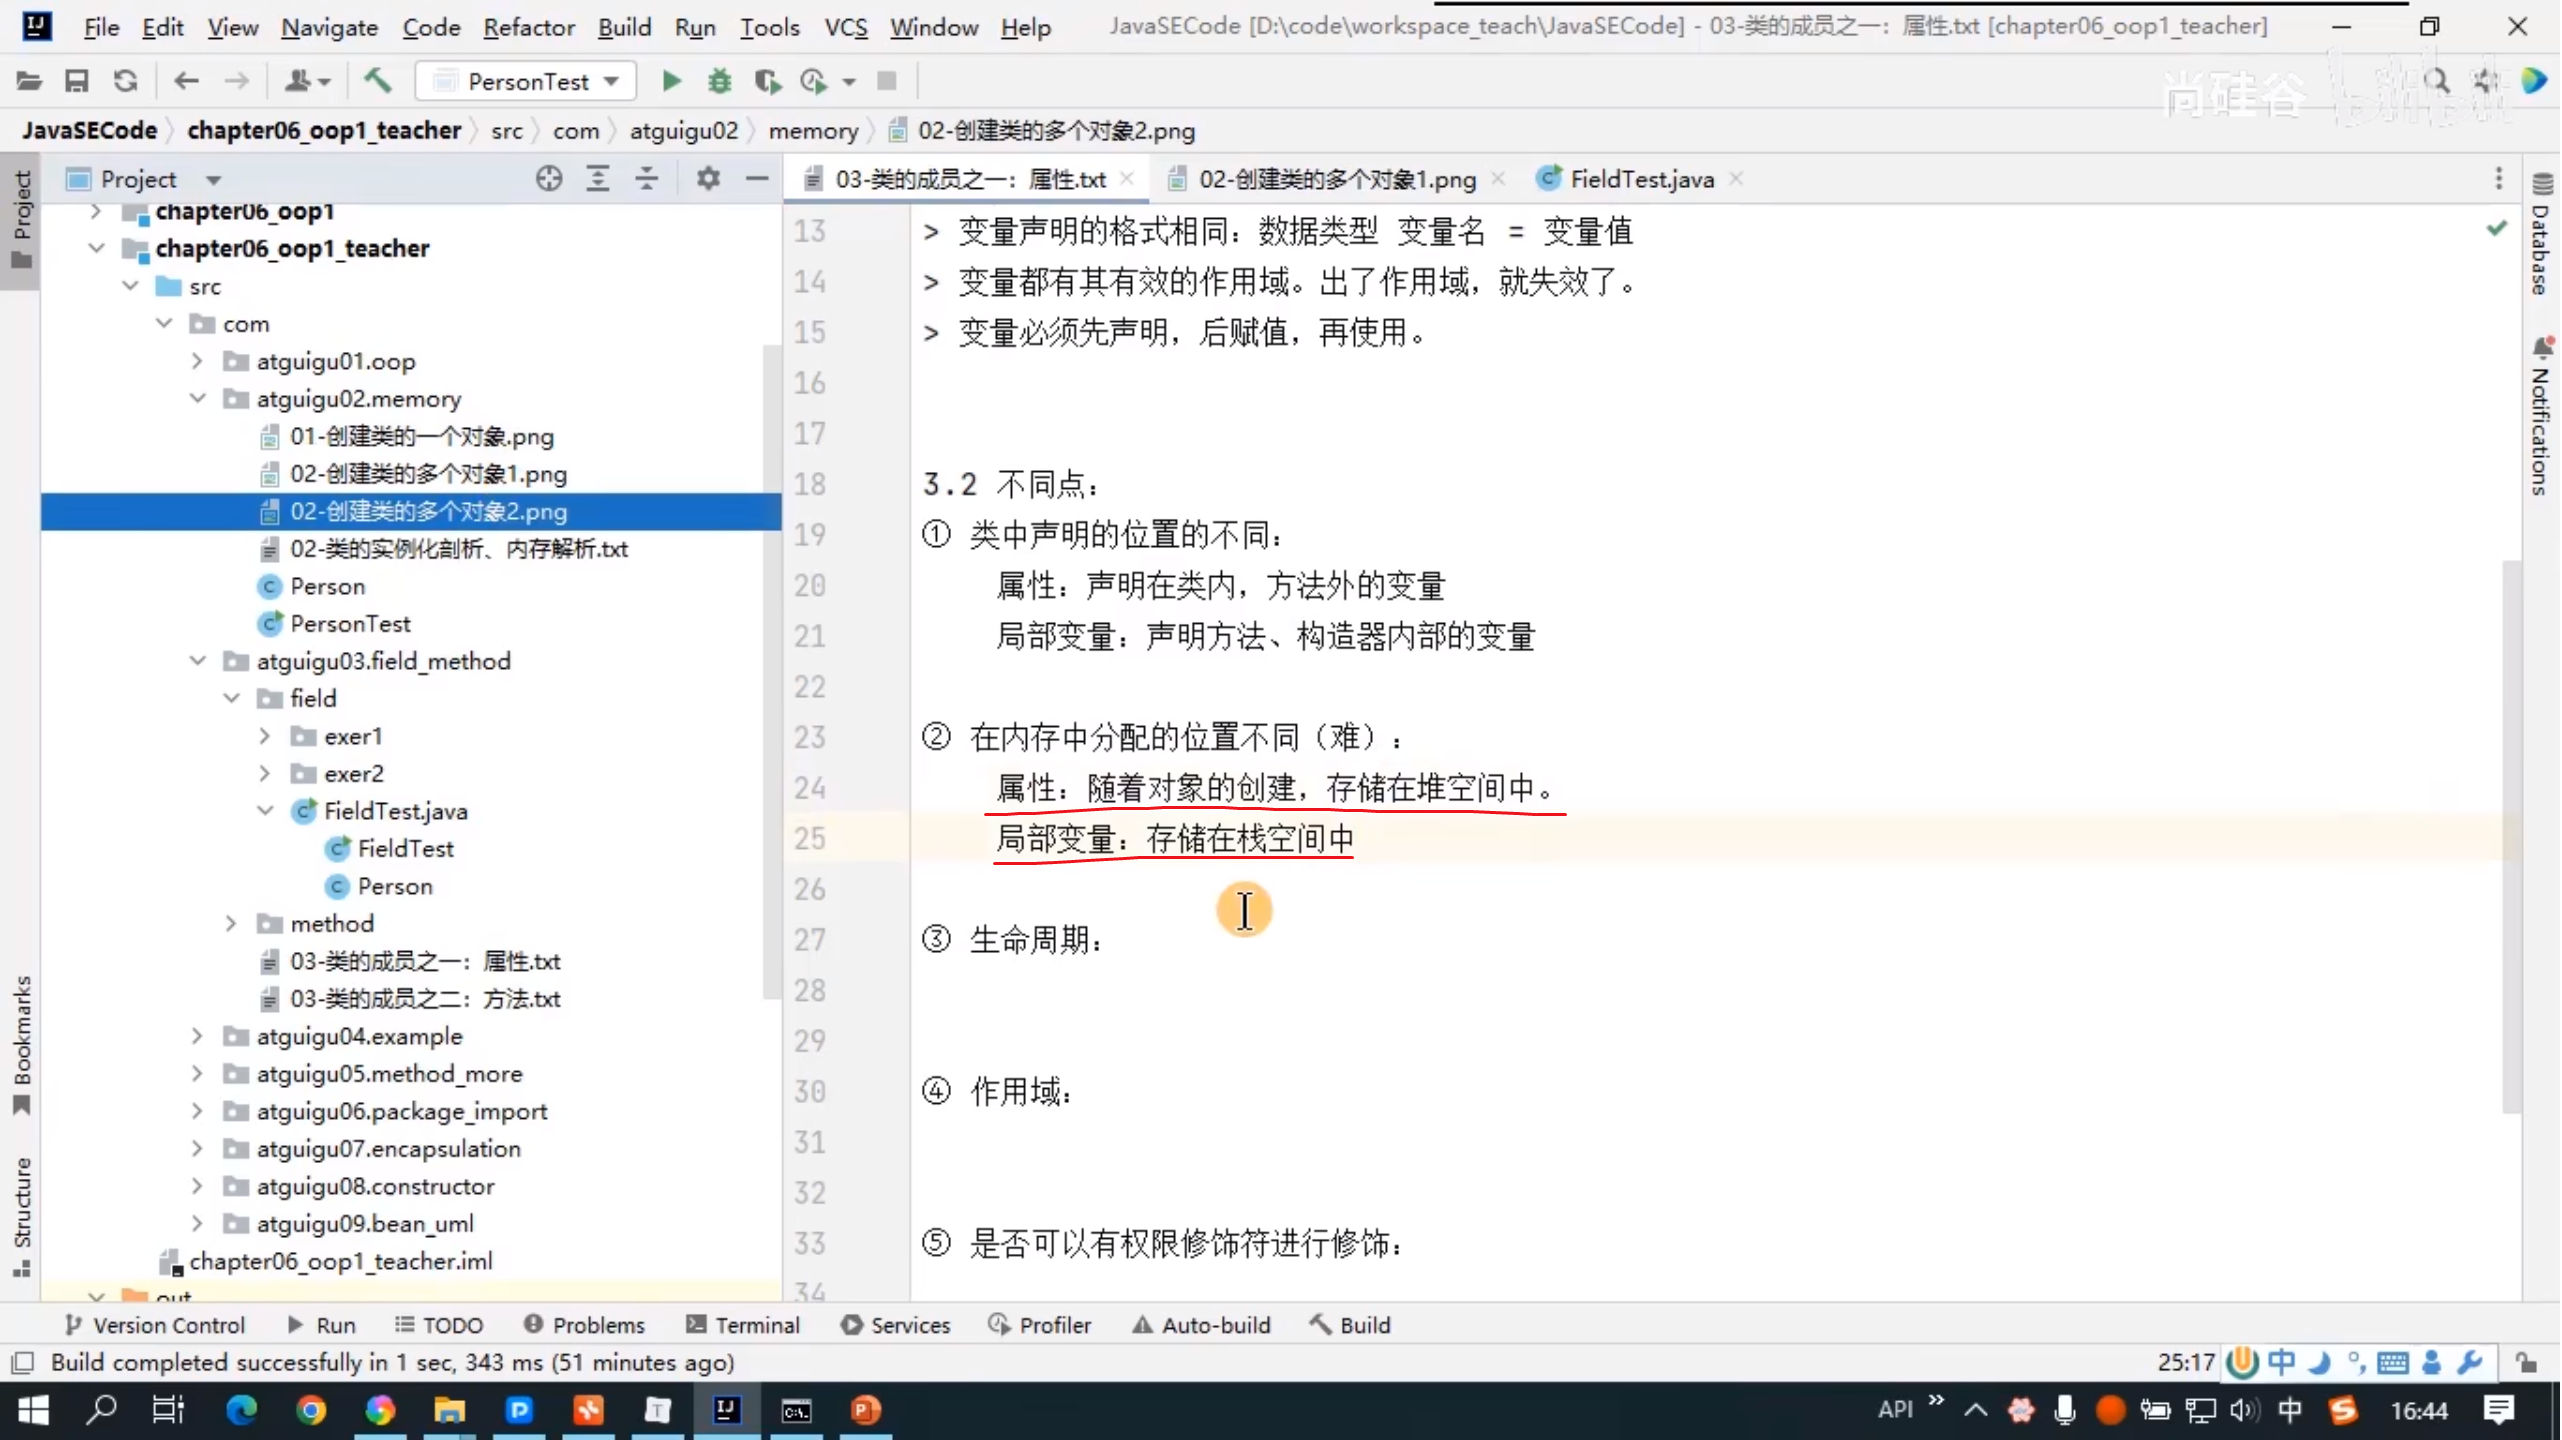 File Edit View Navigate Code Refactor Build Run Tools VCS Window Help JavaSECode [D:\code\workspace_teach\JavaSECode] - 03-类的成员之一：属性.txt [chapter06_oop1_teacher]
PersonTest
尚硅谷 bilibili
JavaSECode chapter06_oop1_teacher src com atguigu02 memory 02-创建类的多个对象2.png
Project
03-类的成员之一：属性.txt 02-创建类的多个对象1.png FieldTest.java
Project
Bookmarks
Structure
chapter06_oop1
chapter06_oop1_teacher
src
com
atguigu01.oop
atguigu02.memory
01-创建类的一个对象.png
02-创建类的多个对象1.png
02-创建类的多个对象2.png
02-类的实例化剖析、内存解析.txt
Person
PersonTest
atguigu03.field_method
field
exer1
exer2
FieldTest.java
FieldTest
Person
method
03-类的成员之一：属性.txt
03-类的成员之二：方法.txt
atguigu04.example
atguigu05.method_more
atguigu06.package_import
atguigu07.encapsulation
atguigu08.constructor
atguigu09.bean_uml
chapter06_oop1_teacher.iml
out
13 > 变量声明的格式相同：数据类型 变量名 = 变量值
14 > 变量都有其有效的作用域。出了作用域，就失效了。
15 > 变量必须先声明，后赋值，再使用。
16
17
18 3.2 不同点：
19 ① 类中声明的位置的不同：
20 属性：声明在类内，方法外的变量
21 局部变量：声明方法、构造器内部的变量
22
23 ② 在内存中分配的位置不同（难）：
24 属性：随着对象的创建，存储在堆空间中。
25 局部变量：存储在栈空间中
26
27 ③ 生命周期：
28
29
30 ④ 作用域：
31
32
33 ⑤ 是否可以有权限修饰符进行修饰：
34
Database
Notifications
Version Control Run TODO Problems Terminal Services Profiler Auto-build Build
Build completed successfully in 1 sec, 343 ms (51 minutes ago) 25:17 中
API 中 16:44